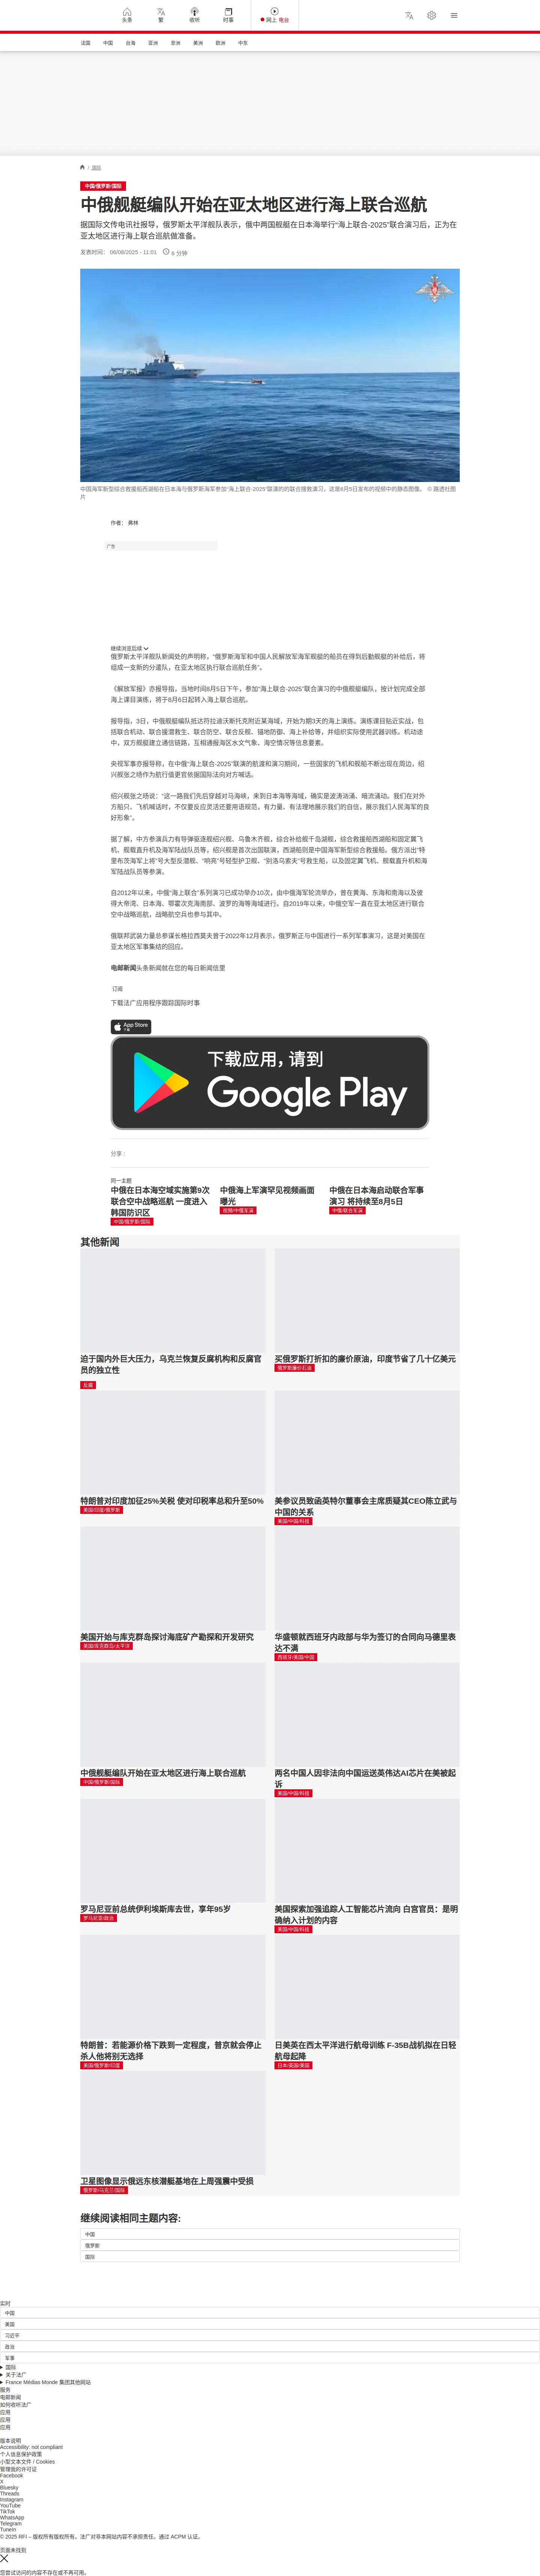 头条
繁
收听
时事
网上 电台
法国
中国
台海
亚洲
非洲
美洲
欧洲
中东
/ 国际
中国/俄罗斯/国际
中俄舰艇编队开始在亚太地区进行海上联合巡航
据国际文传电讯社报导，俄罗斯太平洋舰队表示，俄中两国舰艇在日本海举行“海上联合-2025”联合演习后，正为在
亚太地区进行海上联合巡航做准备。
发表时间： 06/08/2025 - 11:01
6 分钟
中国海军新型综合救援船西湖船在日本海与俄罗斯海军参加“海上联合-2025”联演的的联合搜救演习。这是8月5日发布的视频中的静态图像。 © 路透社图
片
作者： 弗林
广告
继续浏览后续
俄罗斯太平洋舰队新闻处的声明称，“俄罗斯海军和中国人民解放军海军舰艇的船员在得到后勤舰艇的补给后，将
组成一支新的分遣队，在亚太地区执行联合巡航任务”。
《解放军报》亦报导指，当地时间8月5日下午，参加“海上联合-2025”联合演习的中俄舰艇编队，按计划完成全部
海上课目演练，将于8月6日起转入海上联合巡航。
报导指，3日，中俄舰艇编队抵达符拉迪沃斯托克附近某海域，开始为期3天的海上演练。演练课目贴近实战，包
括联合机动、联合援潜救生、联合防空、联合反舰、锚地防御、海上补给等，并组织实际使用武器训练。机动途
中，双方舰艇建立通信链路，互相通报海区水文气象、海空情况等信息要素。
央视军事亦报导称，在中俄“海上联合-2025”联演的航渡和演习期间，一些国家的飞机和舰船不断出现在周边，绍
兴舰张之旸作为航行值更官依据国际法向对方喊话。
绍兴舰张之旸说：“这一路我们先后穿越对马海峡，来到日本海等海域，确实是波涛汹涌、暗流涌动。我们在对外
方船只、飞机喊话时，不仅要反应灵活还要用语规范，有力量、有法理地展示我们的自信，展示我们人民海军的良
好形象”。
据了解，中方参演兵力有导弹驱逐舰绍兴舰、乌鲁木齐舰，综合补给舰千岛湖舰，综合救援船西湖船和固定翼飞
机、舰载直升机及海军陆战队员等，绍兴舰是首次出国联演，西湖船则是中国海军新型综合救援船。俄方派出“特
里布茨海军上将”号大型反潜舰、“响亮”号轻型护卫舰、“别洛乌索夫”号救生船，以及固定翼飞机、舰载直升机和海
军陆战队员等参演。
自2012年以来，中俄“海上联合”系列演习已成功举办10次，由中俄海军轮流举办，曾在黄海、东海和南海以及彼
得大帝湾、日本海、鄂霍次克海南部、波罗的海等海域进行。自2019年以来，中俄空军一直在亚太地区进行联合
空中战略巡航，战略航空兵也参与其中。
俄联邦武装力量总参谋长格拉西莫夫曾于2022年12月表示，俄罗斯正与中国进行一系列军事演习，这是对美国在
亚太地区军事集结的回应。
电邮新闻头条新闻就在您的每日新闻信里
订阅
下载法广应用程序跟踪国际时事
App Store
下载
下载应用，请到
Google Play
分享 :
同一主题
中俄在日本海空域实施第9次
联合空中战略巡航 一度进入
韩国防识区
中国/俄罗斯/国际
中俄海上军演罕见视频画面
曝光
视频/中俄军演
中俄在日本海启动联合军事
演习 将持续至8月5日
中俄/联合军演
其他新闻
迫于国内外巨大压力，乌克兰恢复反腐机构和反腐官
员的独立性
长篇
买俄罗斯打折扣的廉价原油，印度节省了几十亿美元
俄罗斯廉价石油
特朗普对印度加征25%关税 使对印税率总和升至50%
美国/印度/俄罗斯
美参议员致函英特尔董事会主席质疑其CEO陈立武与
中国的关系
美国/中国/科技
美国开始与库克群岛探讨海底矿产勘探和开发研究
美国/库克群岛/太平洋
华盛顿就西班牙内政部与华为签订的合同向马德里表
达不满
西班牙/美国/中国
中俄舰艇编队开始在亚太地区进行海上联合巡航
中国/俄罗斯/国际
两名中国人因非法向中国运送英伟达AI芯片在美被起
诉
美国/中国/科技
罗马尼亚前总统伊利埃斯库去世，享年95岁
罗马尼亚/政治
美国探索加强追踪人工智能芯片流向 白宫官员：是明
确纳入计划的内容
美国/中国/科技
特朗普：若能源价格下跌到一定程度，普京就会停止
杀人他将别无选择
美国/俄罗斯/印度
日美英在西太平洋进行航母训练 F-35B战机拟在日轻
航母起降
日本/英国/美国
卫星图像显示俄远东核潜艇基地在上周强震中受损
俄罗斯/乌克兰/国际
继续阅读相同主题内容:
中国
俄罗斯
国际
实时
中国
美国
习近平
政治
军事
国际
关于法广
France Médias Monde 集团其他网站
服务
电邮新闻
如何收听法广
应用
应用
应用
版本说明
Accessibility: not compliant
个人信息保护政策
小型文本文件 / Cookies
管理我的许可证
Facebook
X
Bluesky
Threads
Instagram
YouTube
TikTok
WhatsApp
Telegram
TuneIn
© 2025 RFI – 版权所有版权所有。法广对非本网站内容不承担责任。通过 ACPM 认证。
页面未找到
您尝试访问的内容不存在或不再可用。